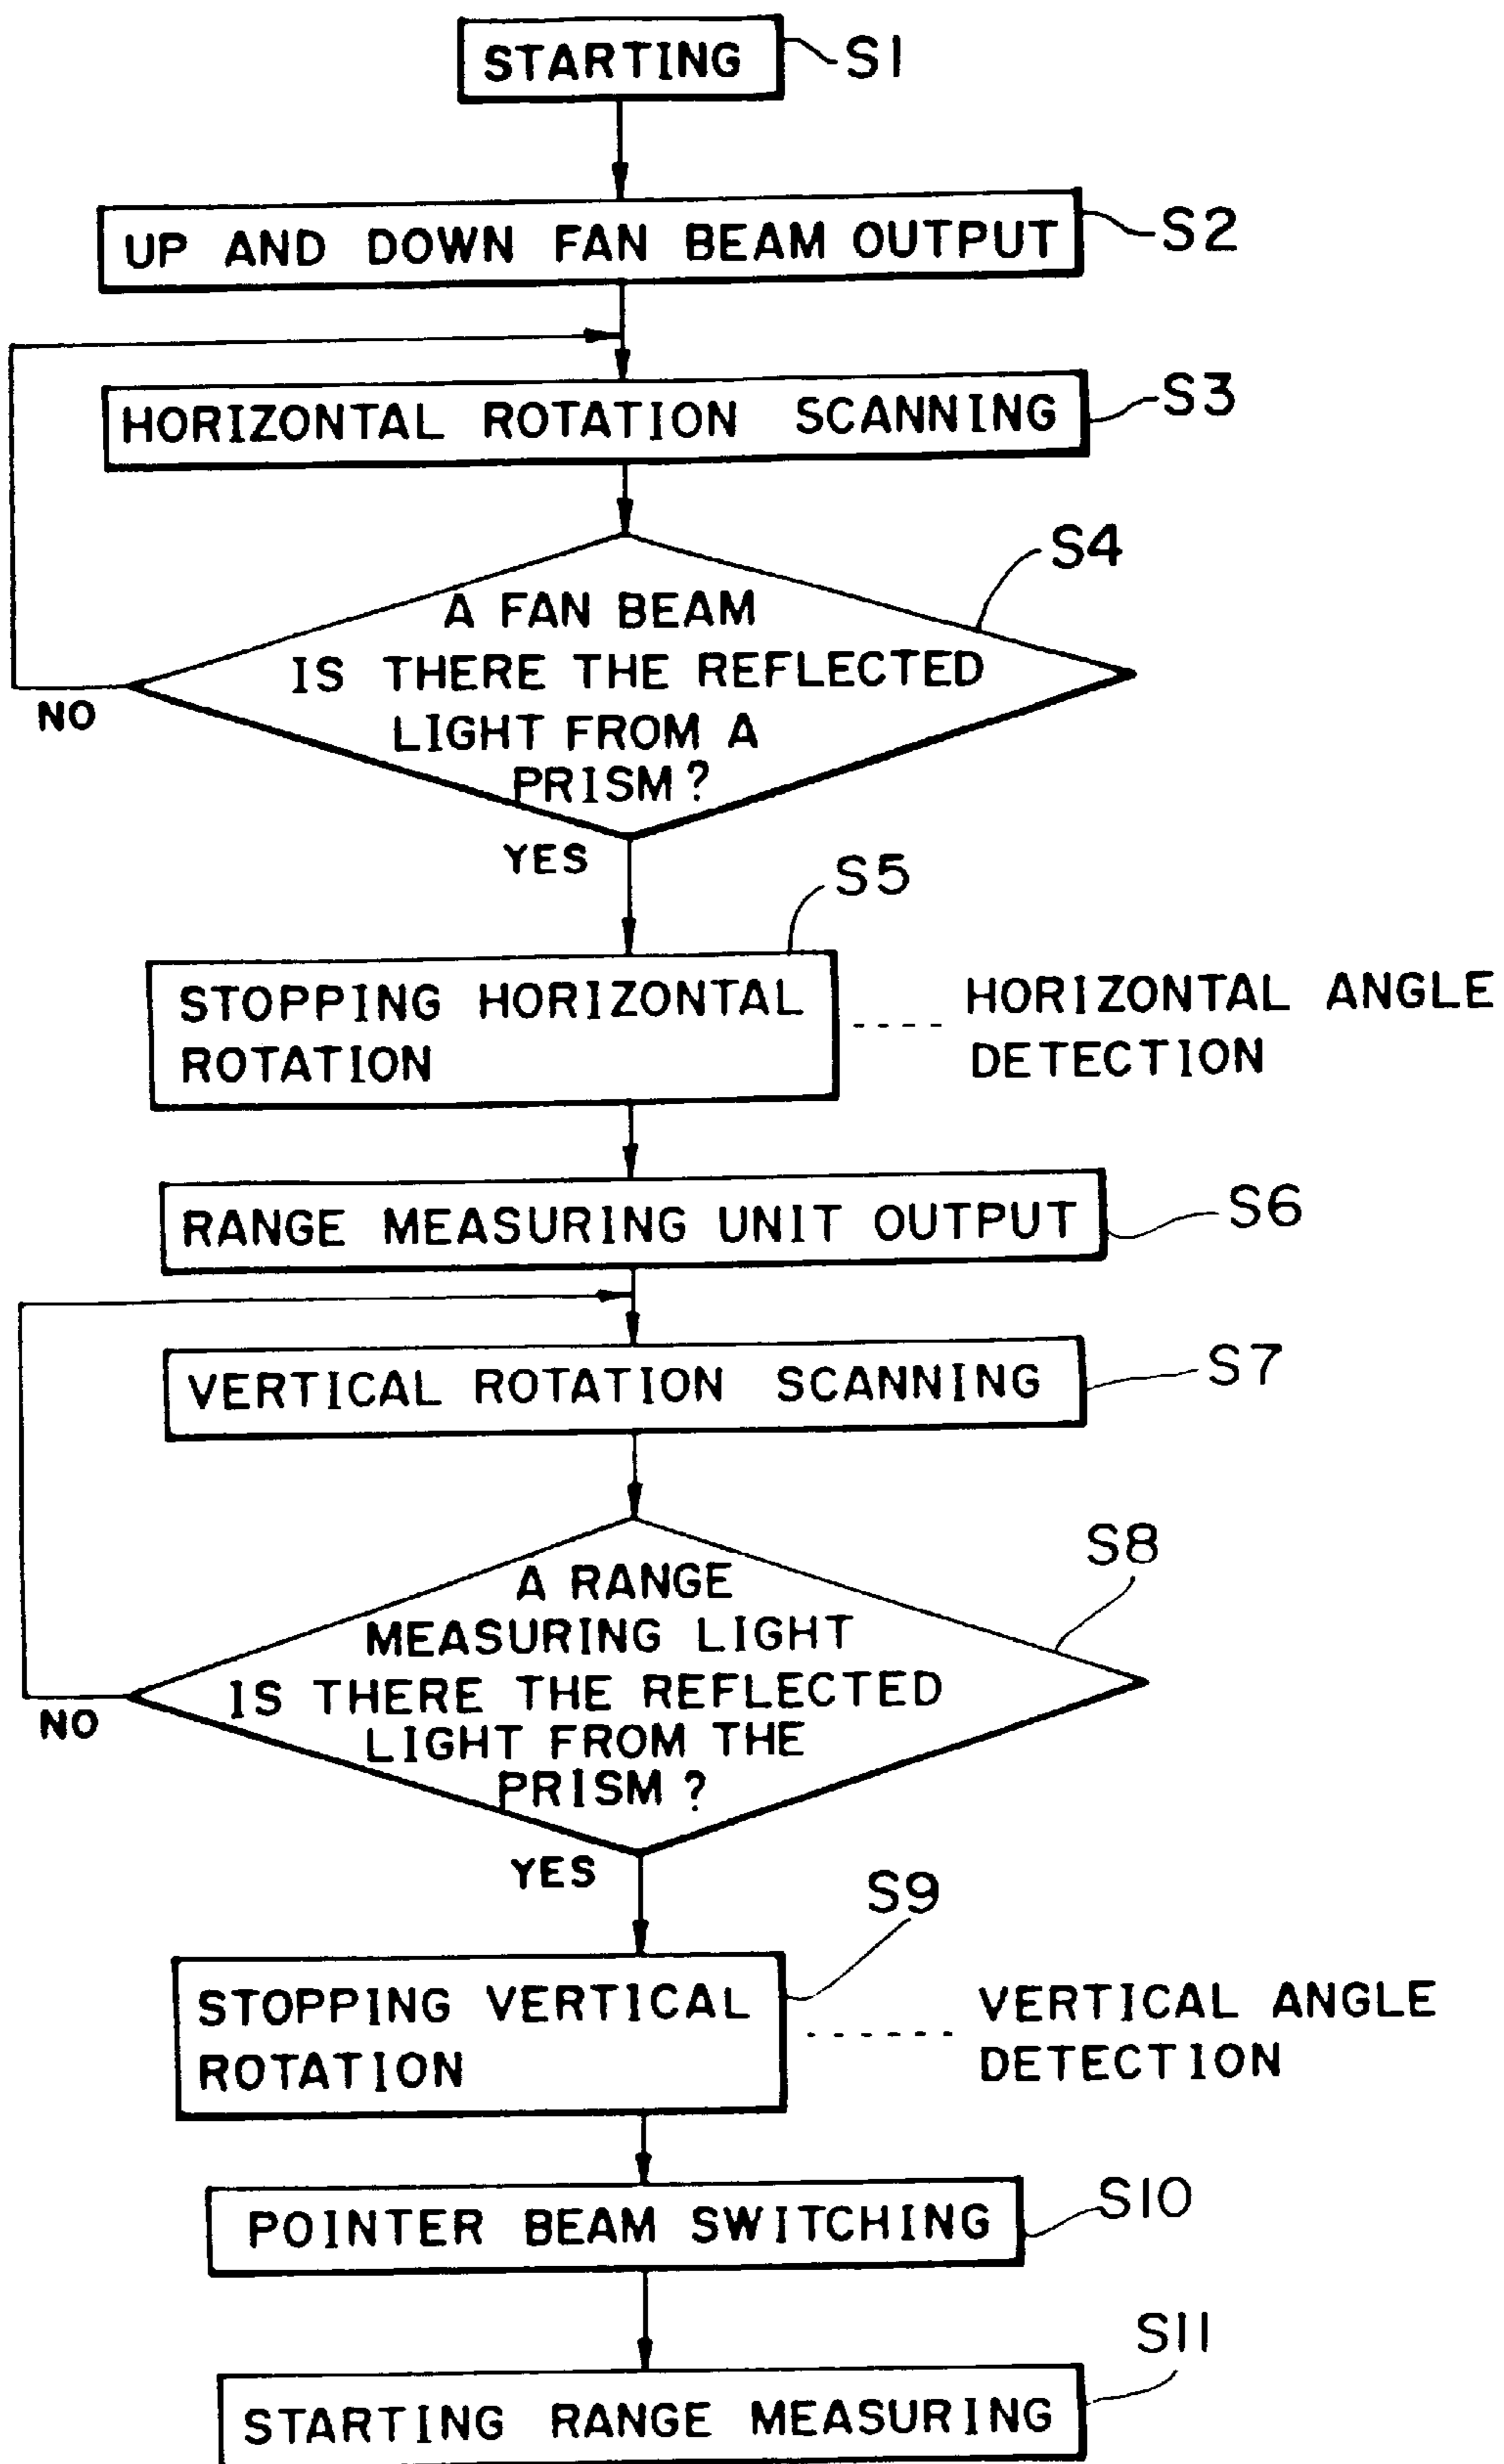 STARTING
S1
UP AND DOWN FAN BEAM OUTPUT
S2
HORIZONTAL ROTATION SCANNING
S3
S4
A FAN BEAM
IS THERE THE REFLECTED
LIGHT FROM A
PRISM?
NO
YES
S5
STOPPING HORIZONTAL
ROTATION
HORIZONTAL ANGLE
DETECTION
RANGE MEASURING UNIT OUTPUT
S6
VERTICAL ROTATION SCANNING
S7
S8
A RANGE
MEASURING LIGHT
IS THERE THE REFLECTED
LIGHT FROM THE
PRISM?
NO
YES
S9
STOPPING VERTICAL
ROTATION
VERTICAL ANGLE
DETECTION
POINTER BEAM SWITCHING
S10
S11
STARTING RANGE MEASURING